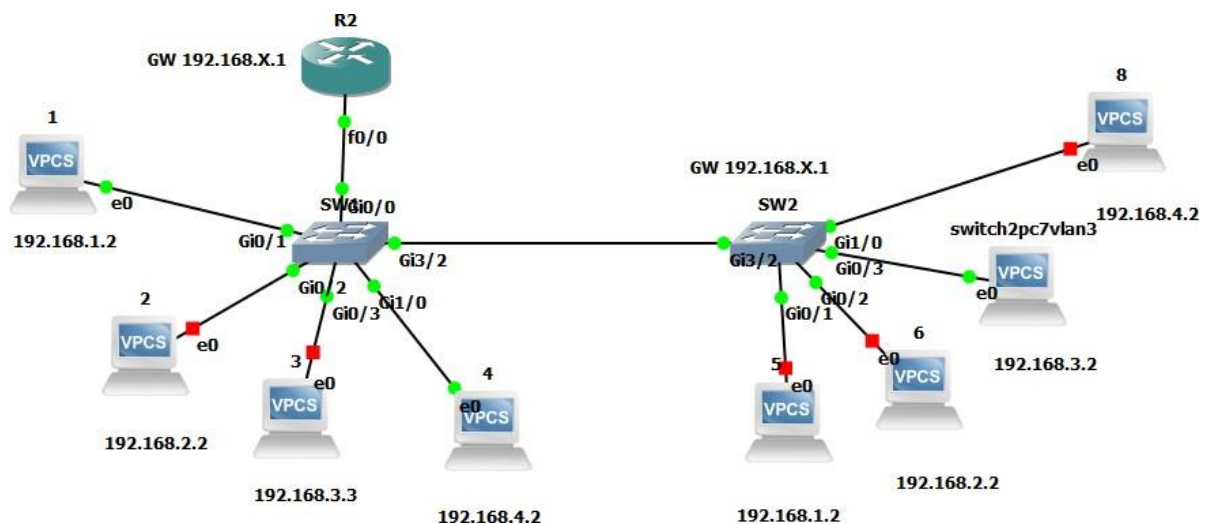 R2
GW 192.168.X.1
f0/0
1
VPCS
e0
192.168.1.2
SW1
Gi0/0
Gi0/1
Gi3/2
Gi0/2
Gi0/3
Gi1/0
2
VPCS
e0
192.168.2.2
3
VPCS
e0
192.168.3.3
4
VPCS
e0
192.168.4.2
GW 192.168.X.1
SW2
Gi3/2
Gi1/0
Gi0/3
Gi0/2
Gi0/1
8
VPCS
e0
192.168.4.2
switch2pc7vlan3
VPCS
e0
192.168.3.2
6
VPCS
e0
192.168.2.2
5
VPCS
e0
192.168.1.2